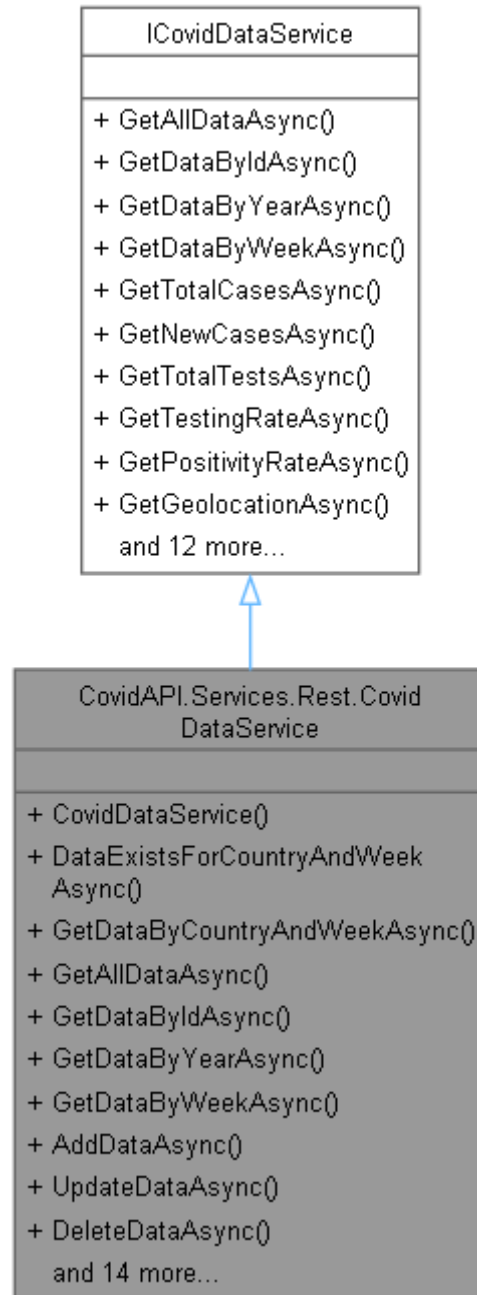 ICovidDataService
+ GetAllDataAsync()
+ GetDataByIdAsync()
+ GetDataByYearAsync()
+ GetDataByWeekAsync()
+ GetTotalCasesAsync()
+ GetNewCasesAsync()
+ GetTotalTestsAsync()
+ GetTestingRateAsync()
+ GetPositivityRateAsync()
+ GetGeolocationAsync()
and 12 more...
CovidAPI.Services.Rest.Covid
DataService
+ CovidDataService()
+ DataExistsForCountryAndWeek
Async()
+ GetDataByCountryAndWeekAsync()
+ GetAllDataAsync()
+ GetDataByIdAsync()
+ GetDataByYearAsync()
+ GetDataByWeekAsync()
+ AddDataAsync()
+ UpdateDataAsync()
+ DeleteDataAsync()
and 14 more...